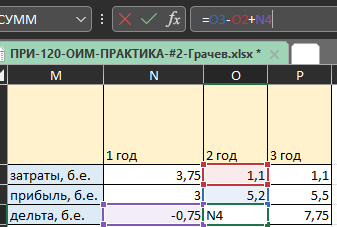 СУММ =O3-O2+N4
ПРИ-120-ОИМ-ПРАКТИКА-#2-Грачев.xlsx *
M N O P
1 год 2 год 3 год
затраты, б.е. 3,75 1,1 1,1
прибыль, б.е. 3 5,2 5,5
дельта, б.е. -0,75 N4 7,75